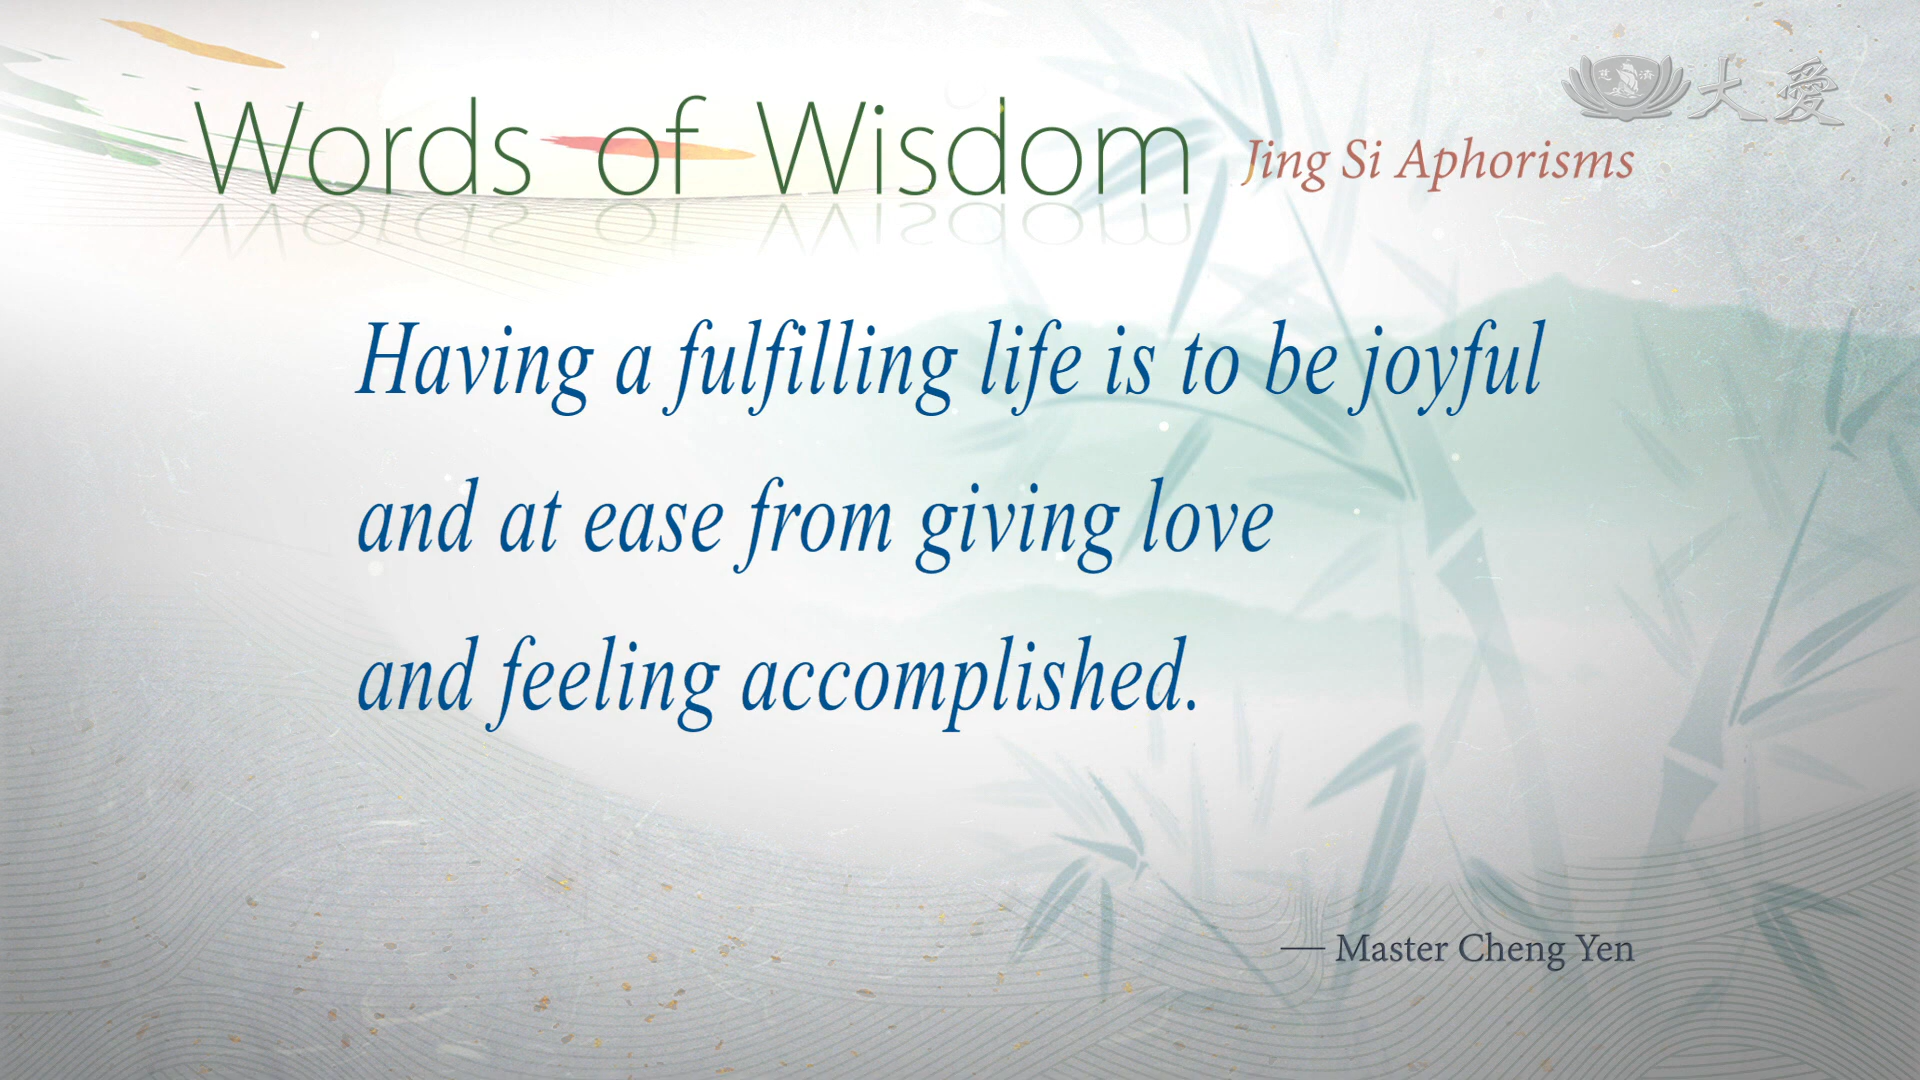 大愛
Words of Wisdom
Jing Si Aphorisms
Having a fulfilling life is to be joyful
and at ease from giving love
and feeling accomplished.
— Master Cheng Yen